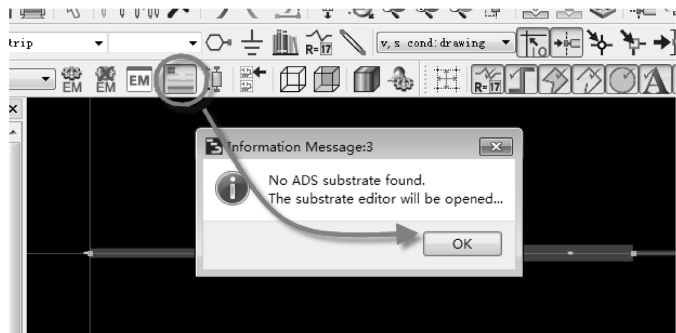 trip
R=17
v, s cond:drawing
EM
EM
EM
R=17
A
Information Message:3
No ADS substrate found.
The substrate editor will be opened...
OK